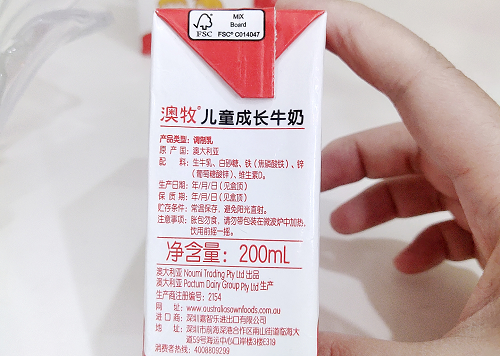 MIX
Board
FSC
FSC® C014047
澳牧® 儿童成长牛奶
产品类型：调制乳
原 产 国：澳大利亚
配 料：生牛乳、白砂糖、铁（焦磷酸铁）、锌
（葡萄糖酸锌）、维生素D。
生产日期：年/月/日（见盒顶）
保 质 期：年/月/日（见盒顶）
贮存条件：常温保存，避免阳光直射。
注意事项：胀包勿食，请勿带包装在微波炉中加热，
饮用前摇一摇。
净含量：200mL
澳大利亚 Noumi Trading Pty Ltd 出品
澳大利亚 Pactum Dairy Group Pty Ltd 生产
生产商注册编号：2154
网 址：www.australiasownfoods.com.au
进 口 商：深圳嘉智乐进出口有限公司
地 址：深圳市前海深港合作区南山街道临海大
道59号海运中心口岸楼3楼E319
消费者热线：4008809299